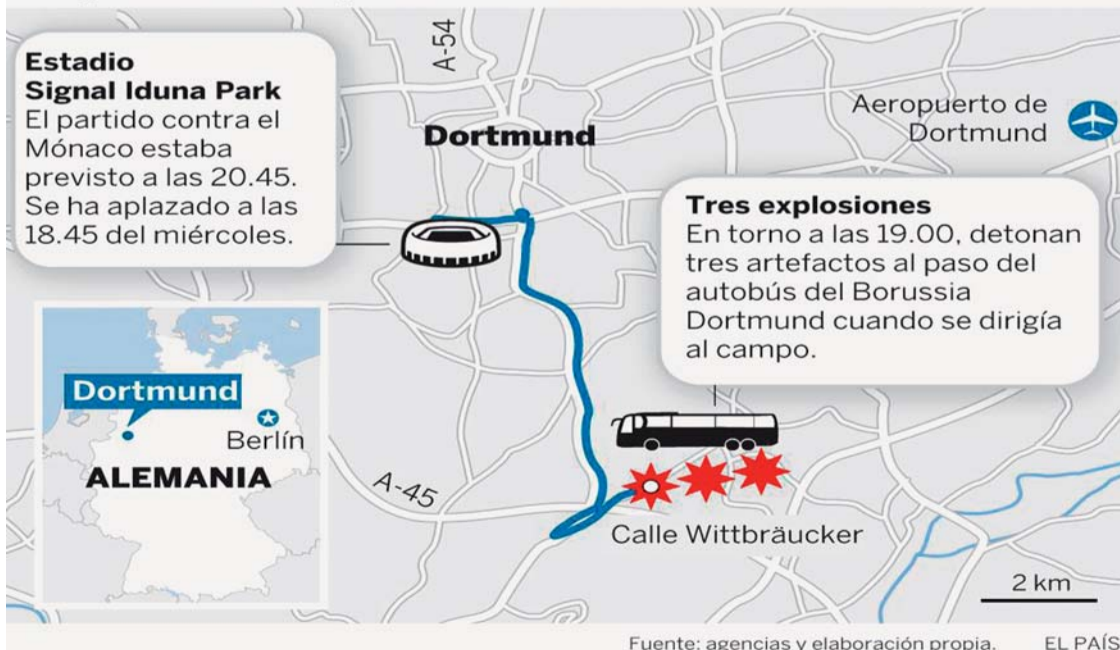 Estadio
Signal Iduna Park
El partido contra el
Mónaco estaba
previsto a las 20.45.
Se ha aplazado a las
18.45 del miércoles.
A-54
Dortmund
Aeropuerto de
Dortmund
Tres explosiones
En torno a las 19.00, detonan
tres artefactos al paso del
autobús del Borussia
Dortmund cuando se dirigía
al campo.
Dortmund
Berlín
ALEMANIA
A-45
Calle Wittbräucker
2 km
Fuente: agencias y elaboración propia.
EL PAÍS